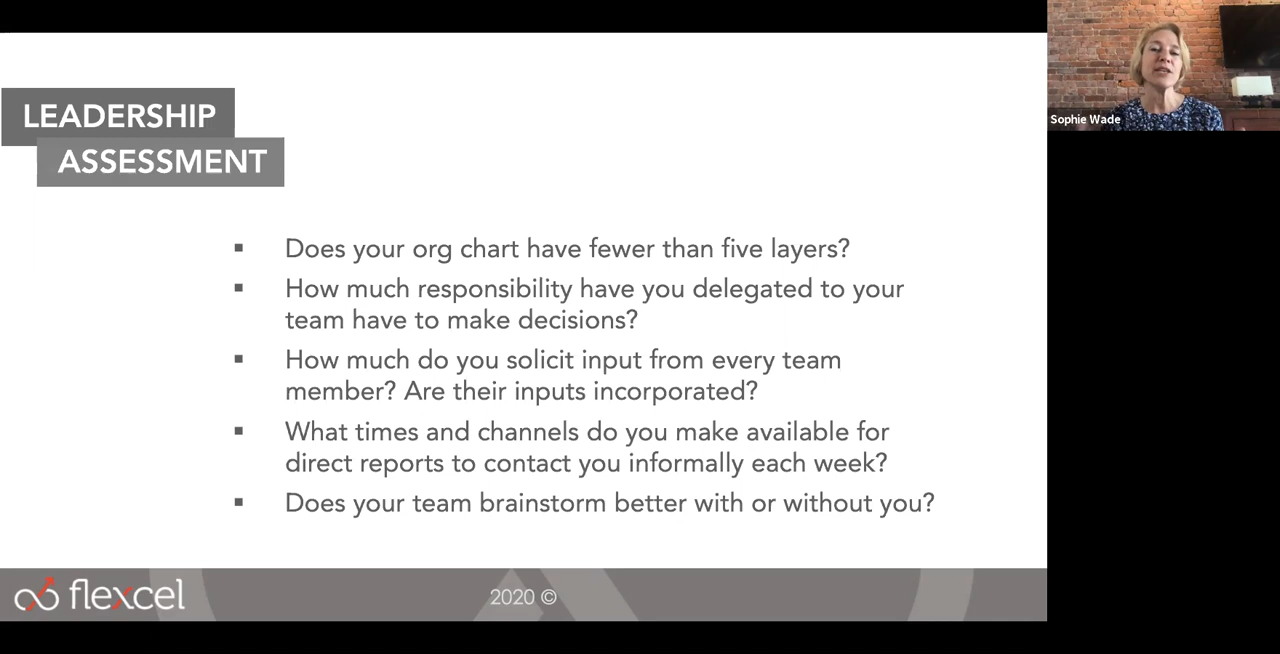 LEADERSHIP
ASSESSMENT
▪ Does your org chart have fewer than five layers?
▪ How much responsibility have you delegated to your
team have to make decisions?
▪ How much do you solicit input from every team
member? Are their inputs incorporated?
▪ What times and channels do you make available for
direct reports to contact you informally each week?
▪ Does your team brainstorm better with or without you?
flexcel
2020 ©
Sophie Wade